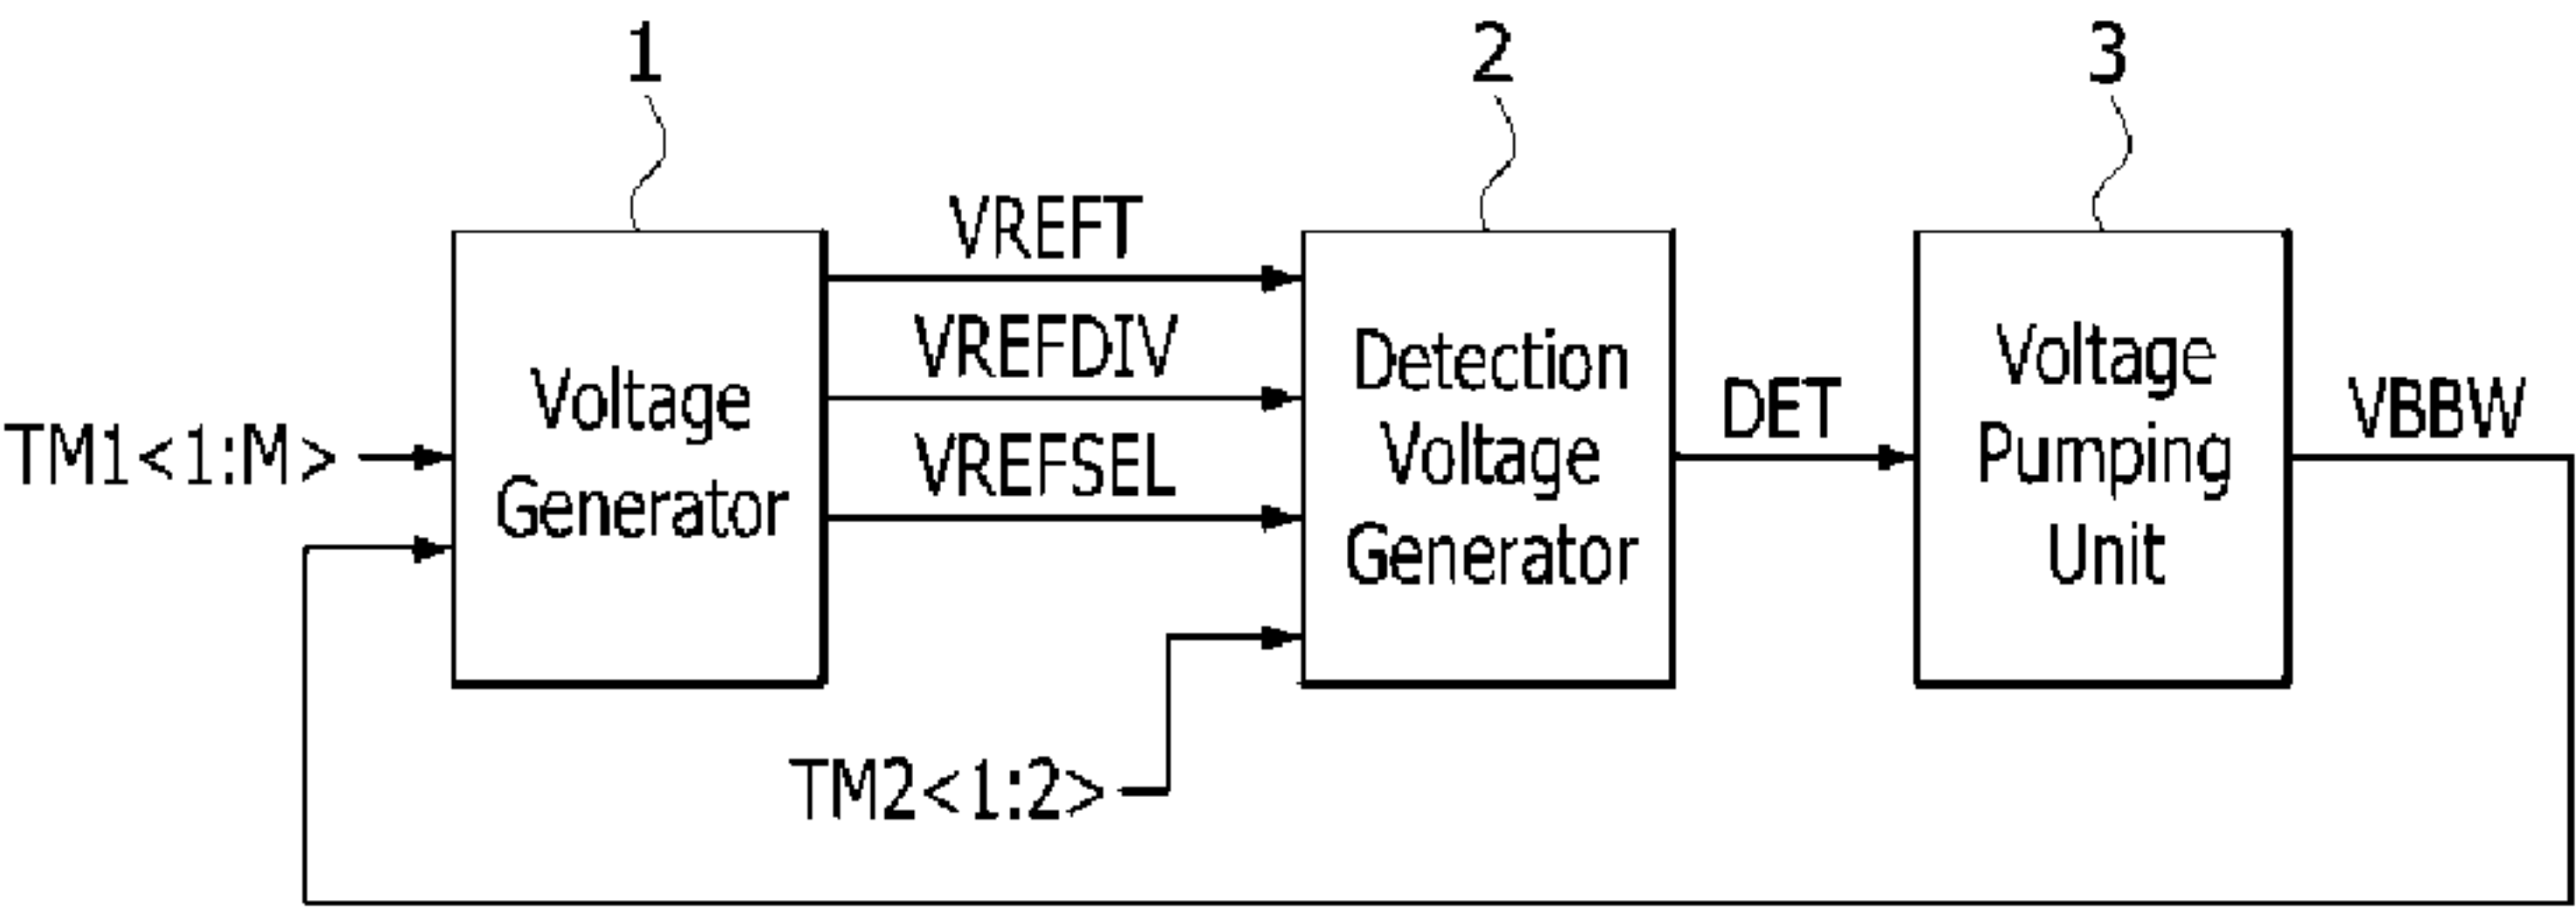 1
2
3
VREFT
VREFDIV
VREFSEL
TM1<1:M>
Voltage
Generator
Detection
Voltage
Generator
DET
Voltage
Pumping
Unit
VBBW
TM2<1:2>